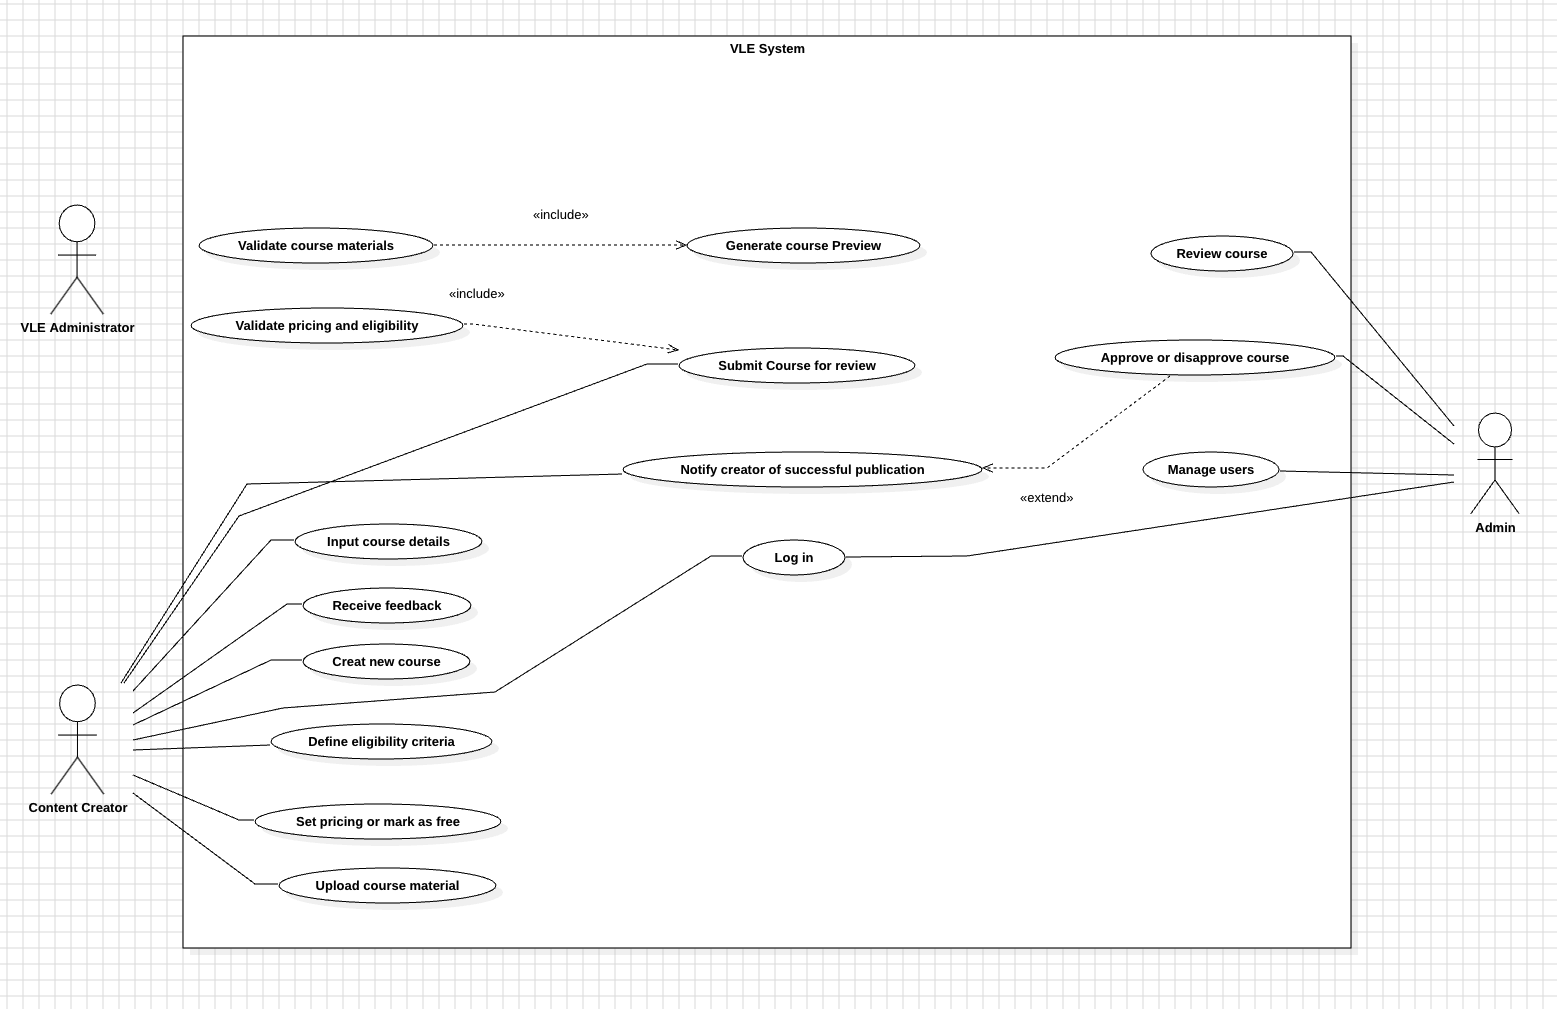 VLE System
«include»
Validate course materials
Generate course Preview
Review course
«include»
VLE Administrator
Validate pricing and eligibility
Submit Course for review
Approve or disapprove course
Notify creator of successful publication
Manage users
«extend»
Admin
Input course details
Log in
Receive feedback
Creat new course
Define eligibility criteria
Content Creator
Set pricing or mark as free
Upload course material